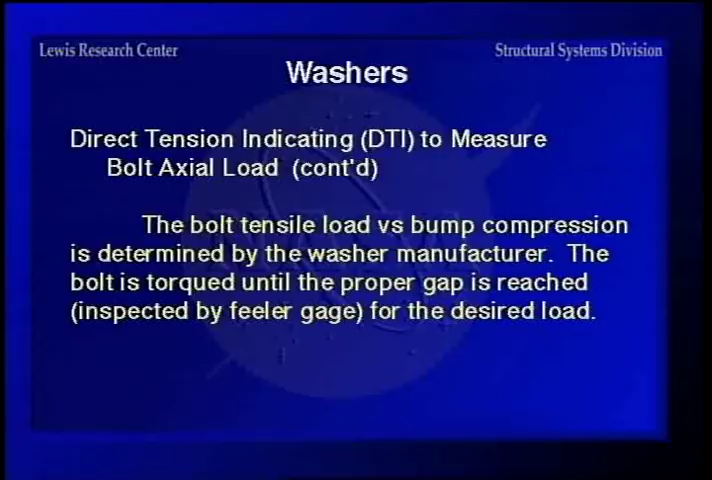 Lewis Research Center
Structural Systems Division
Washers
Direct Tension Indicating (DTI) to Measure
Bolt Axial Load (cont'd)
The bolt tensile load vs bump compression
is determined by the washer manufacturer. The
bolt is torqued until the proper gap is reached
(inspected by feeler gage) for the desired load.